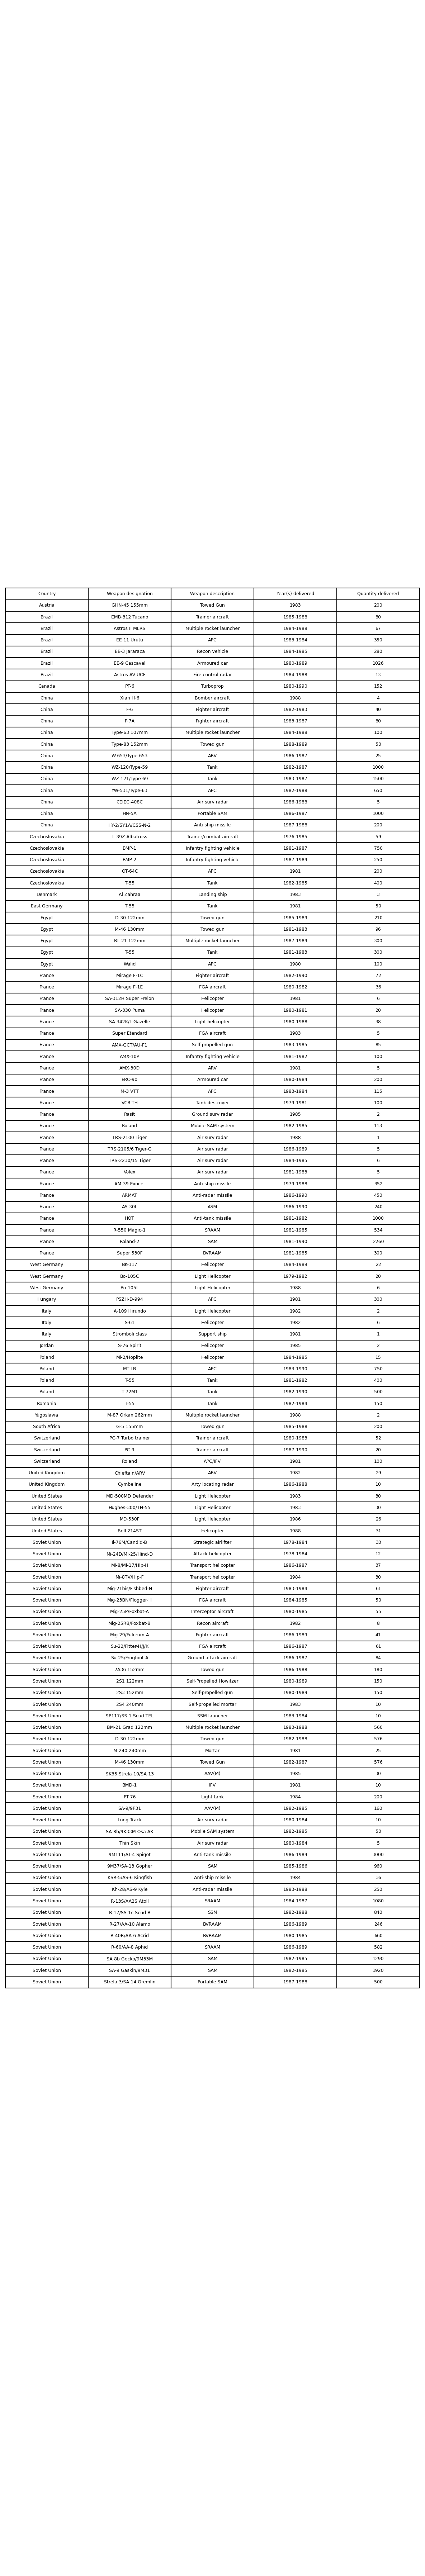 Country Weapon designation Weapon description Year(s) delivered Quantity delivered
Austria GHN-45 155mm Towed Gun 1983 200
Brazil EMB-312 Tucano Trainer aircraft 1985-1988 80
Brazil Astros II MLRS Multiple rocket launcher 1984-1988 67
Brazil EE-11 Urutu APC 1983-1984 350
Brazil EE-3 Jararaca Recon vehicle 1984-1985 280
Brazil EE-9 Cascavel Armoured car 1980-1989 1026
Brazil Astros AV-UCF Fire control radar 1984-1988 13
Canada PT-6 Turboprop 1980-1990 152
China Xian H-6 Bomber aircraft 1988 4
China F-6 Fighter aircraft 1982-1983 40
China F-7A Fighter aircraft 1983-1987 80
China Type-63 107mm Multiple rocket launcher 1984-1988 100
China Type-83 152mm Towed gun 1988-1989 50
China W-653/Type-653 ARV 1986-1987 25
China WZ-120/Type-59 Tank 1982-1987 1000
China WZ-121/Type 69 Tank 1983-1987 1500
China YW-531/Type-63 APC 1982-1988 650
China CEIEC-408C Air surv radar 1986-1988 5
China HN-5A Portable SAM 1986-1987 1000
China HY-2/SY1A/CSS-N-2 Anti-ship missile 1987-1988 200
Czechoslovakia L-39Z Albatross Trainer/combat aircraft 1976-1985 59
Czechoslovakia BMP-1 Infantry fighting vehicle 1981-1987 750
Czechoslovakia BMP-2 Infantry fighting vehicle 1987-1989 250
Czechoslovakia OT-64C APC 1981 200
Czechoslovakia T-55 Tank 1982-1985 400
Denmark Al Zahraa Landing ship 1983 3
East Germany T-55 Tank 1981 50
Egypt D-30 122mm Towed gun 1985-1989 210
Egypt M-46 130mm Towed gun 1981-1983 96
Egypt RL-21 122mm Multiple rocket launcher 1987-1989 300
Egypt T-55 Tank 1981-1983 300
Egypt Walid APC 1980 100
France Mirage F-1C Fighter aircraft 1982-1990 72
France Mirage F-1E FGA aircraft 1980-1982 36
France SA-312H Super Frelon Helicopter 1981 6
France SA-330 Puma Helicopter 1980-1981 20
France SA-342K/L Gazelle Light helicopter 1980-1988 38
France Super Etendard FGA aircraft 1983 5
France AMX-GCT/AU-F1 Self-propelled gun 1983-1985 85
France AMX-10P Infantry fighting vehicle 1981-1982 100
France AMX-30D ARV 1981 5
France ERC-90 Armoured car 1980-1984 200
France M-3 VTT APC 1983-1984 115
France VCR-TH Tank destroyer 1979-1981 100
France Rasit Ground surv radar 1985 2
France Roland Mobile SAM system 1982-1985 113
France TRS-2100 Tiger Air surv radar 1988 1
France TRS-2105/6 Tiger-G Air surv radar 1986-1989 5
France TRS-2230/15 Tiger Air surv radar 1984-1985 6
France Volex Air surv radar 1981-1983 5
France AM-39 Exocet Anti-ship missile 1979-1988 352
France ARMAT Anti-radar missile 1986-1990 450
France AS-30L ASM 1986-1990 240
France HOT Anti-tank missile 1981-1982 1000
France R-550 Magic-1 SRAAM 1981-1985 534
France Roland-2 SAM 1981-1990 2260
France Super 530F BVRAAM 1981-1985 300
West Germany BK-117 Helicopter 1984-1989 22
West Germany Bo-105C Light Helicopter 1979-1982 20
West Germany Bo-105L Light Helicopter 1988 6
Hungary PSZH-D-994 APC 1981 300
Italy A-109 Hirundo Light Helicopter 1982 2
Italy S-61 Helicopter 1982 6
Italy Stromboli class Support ship 1981 1
Jordan S-76 Spirit Helicopter 1985 2
Poland Mi-2/Hoplite Helicopter 1984-1985 15
Poland MT-LB APC 1983-1990 750
Poland T-55 Tank 1981-1982 400
Poland T-72M1 Tank 1982-1990 500
Romania T-55 Tank 1982-1984 150
Yugoslavia M-87 Orkan 262mm Multiple rocket launcher 1988 2
South Africa G-5 155mm Towed gun 1985-1988 200
Switzerland PC-7 Turbo trainer Trainer aircraft 1980-1983 52
Switzerland PC-9 Trainer aircraft 1987-1990 20
Switzerland Roland APC/IFV 1981 100
United Kingdom Chieftain/ARV ARV 1982 29
United Kingdom Cymbeline Arty locating radar 1986-1988 10
United States MD-500MD Defender Light Helicopter 1983 30
United States Hughes-300/TH-55 Light Helicopter 1983 30
United States MD-530F Light Helicopter 1986 26
United States Bell 214ST Helicopter 1988 31
Soviet Union Il-76M/Candid-B Strategic airlifter 1978-1984 33
Soviet Union Mi-24D/Mi-25/Hind-D Attack helicopter 1978-1984 12
Soviet Union Mi-8/Mi-17/Hip-H Transport helicopter 1986-1987 37
Soviet Union Mi-8TV/Hip-F Transport helicopter 1984 30
Soviet Union Mig-21bis/Fishbed-N Fighter aircraft 1983-1984 61
Soviet Union Mig-23BN/Flogger-H FGA aircraft 1984-1985 50
Soviet Union Mig-25P/Foxbat-A Interceptor aircraft 1980-1985 55
Soviet Union Mig-25RB/Foxbat-B Recon aircraft 1982 8
Soviet Union Mig-29/Fulcrum-A Fighter aircraft 1986-1989 41
Soviet Union Su-22/Fitter-H/J/K FGA aircraft 1986-1987 61
Soviet Union Su-25/Frogfoot-A Ground attack aircraft 1986-1987 84
Soviet Union 2A36 152mm Towed gun 1986-1988 180
Soviet Union 2S1 122mm Self-Propelled Howitzer 1980-1989 150
Soviet Union 2S3 152mm Self-propelled gun 1980-1989 150
Soviet Union 2S4 240mm Self-propelled mortar 1983 10
Soviet Union 9P117/SS-1 Scud TEL SSM launcher 1983-1984 10
Soviet Union BM-21 Grad 122mm Multiple rocket launcher 1983-1988 560
Soviet Union D-30 122mm Towed gun 1982-1988 576
Soviet Union M-240 240mm Mortar 1981 25
Soviet Union M-46 130mm Towed Gun 1982-1987 576
Soviet Union 9K35 Strela-10/SA-13 AAV(M) 1985 30
Soviet Union BMD-1 IFV 1981 10
Soviet Union PT-76 Light tank 1984 200
Soviet Union SA-9/9P31 AAV(M) 1982-1985 160
Soviet Union Long Track Air surv radar 1980-1984 10
Soviet Union SA-8b/9K33M Osa AK Mobile SAM system 1982-1985 50
Soviet Union Thin Skin Air surv radar 1980-1984 5
Soviet Union 9M111/AT-4 Spigot Anti-tank missile 1986-1989 3000
Soviet Union 9M37/SA-13 Gopher SAM 1985-1986 960
Soviet Union KSR-5/AS-6 Kingfish Anti-ship missile 1984 36
Soviet Union Kh-28/AS-9 Kyle Anti-radar missile 1983-1988 250
Soviet Union R-13S/AA2S Atoll SRAAM 1984-1987 1080
Soviet Union R-17/SS-1c Scud-B SSM 1982-1988 840
Soviet Union R-27/AA-10 Alamo BVRAAM 1986-1989 246
Soviet Union R-40R/AA-6 Acrid BVRAAM 1980-1985 660
Soviet Union R-60/AA-8 Aphid SRAAM 1986-1989 582
Soviet Union SA-8b Gecko/9M33M SAM 1982-1985 1290
Soviet Union SA-9 Gaskin/9M31 SAM 1982-1985 1920
Soviet Union Strela-3/SA-14 Gremlin Portable SAM 1987-1988 500